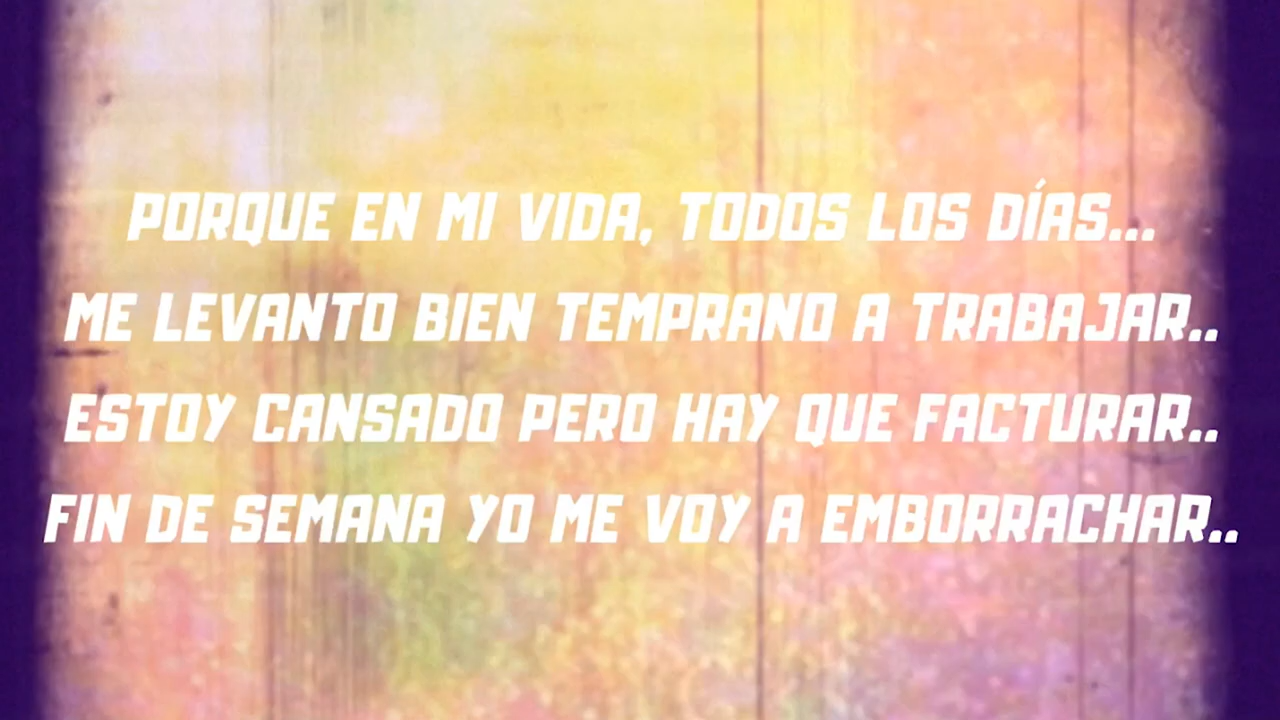 PORQUE EN MI VIDA, TODOS LOS DÍAS...
ME LEVANTO BIEN TEMPRANO A TRABAJAR..
ESTOY CANSADO PERO HAY QUE FACTURAR..
FIN DE SEMANA YO ME VOY A EMBORRACHAR..